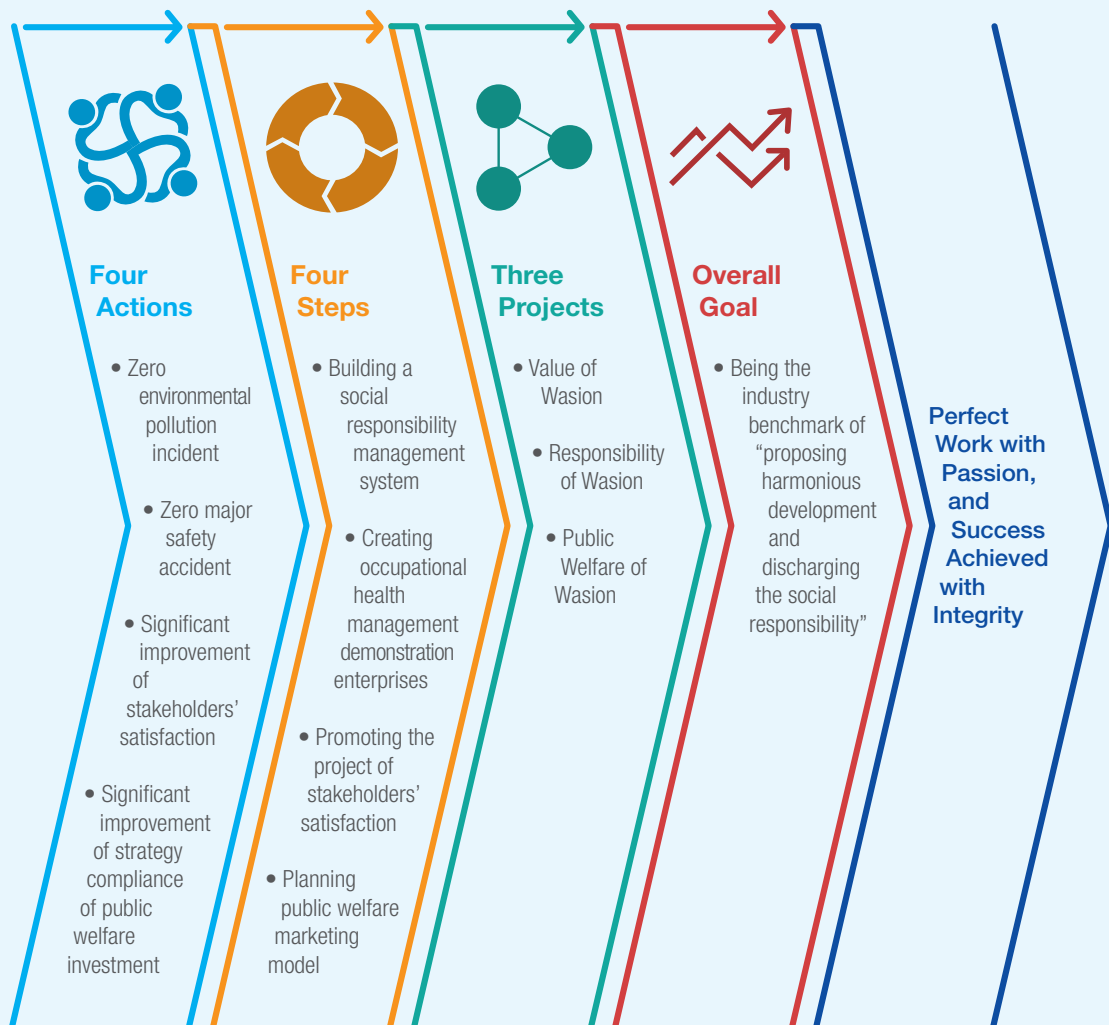 Four
Actions
• Zero
environmental
pollution
incident
• Zero major
safety
accident
• Significant
improvement
of
stakeholders’
satisfaction
• Significant
improvement
of strategy
compliance
of public
welfare
investment
Four
Steps
• Building a
social
responsibility
management
system
• Creating
occupational
health
management
demonstration
enterprises
• Promoting the
project of
stakeholders’
satisfaction
• Planning
public welfare
marketing
model
Three
Projects
• Value of
Wasion
• Responsibility
of Wasion
• Public
Welfare of
Wasion
Overall
Goal
• Being the
industry
benchmark of
“proposing
harmonious
development
and
discharging
the social
responsibility”
Perfect
Work with
Passion,
and
Success
Achieved
with
Integrity